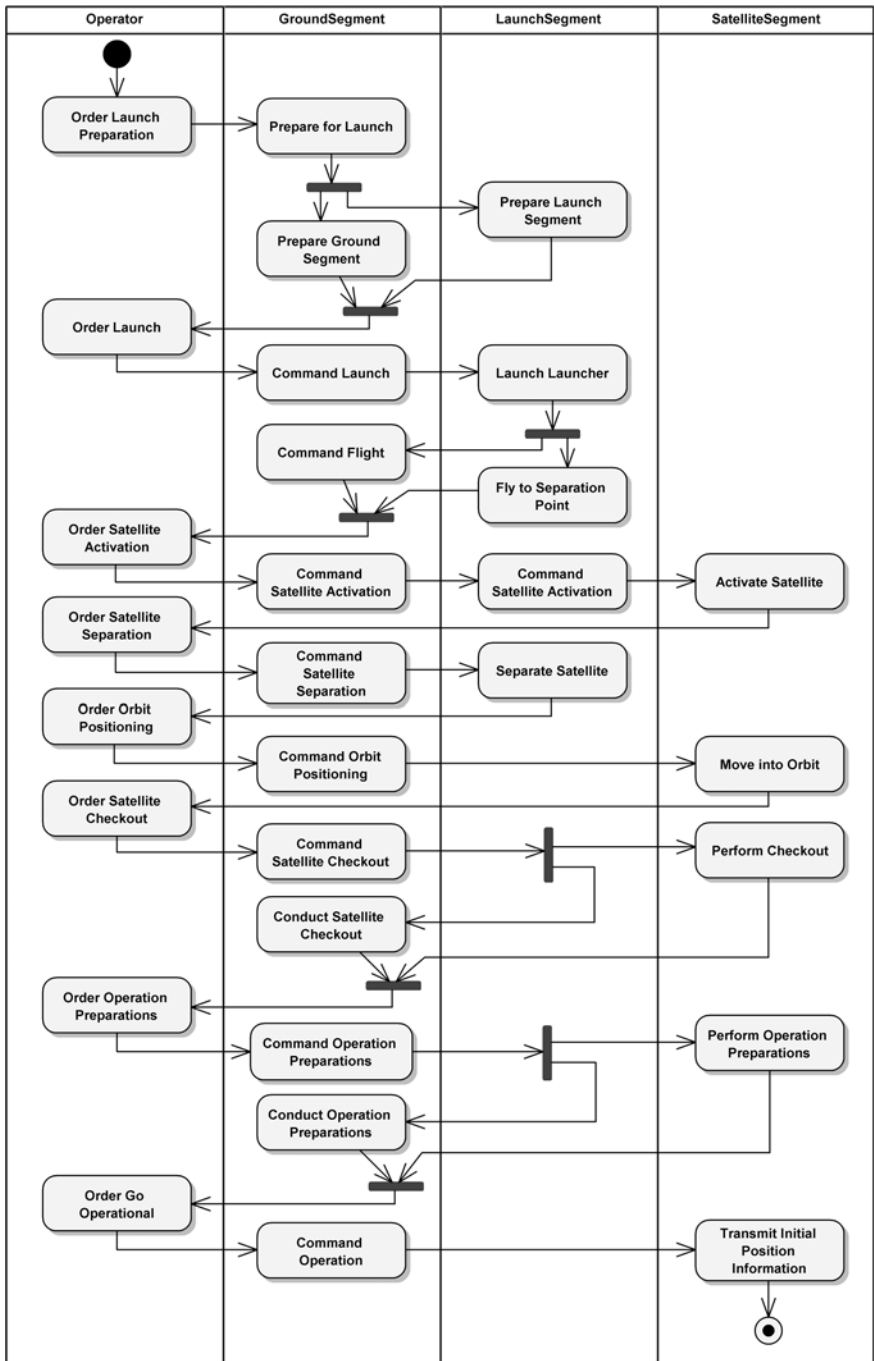 Operator
GroundSegment
LaunchSegment
SatelliteSegment
Order Launch
Preparation
Prepare for Launch
Prepare Launch
Segment
Prepare Ground
Segment
Order Launch
Command Launch
Launch Launcher
Command Flight
Fly to Separation
Point
Order Satellite
Activation
Command
Satellite Activation
Command
Satellite Activation
Activate Satellite
Order Satellite
Separation
Command
Satellite
Separation
Separate Satellite
Order Orbit
Positioning
Command Orbit
Positioning
Move into Orbit
Order Satellite
Checkout
Command
Satellite Checkout
Perform Checkout
Conduct Satellite
Checkout
Order Operation
Preparations
Command Operation
Preparations
Perform Operation
Preparations
Conduct Operation
Preparations
Order Go
Operational
Command
Operation
Transmit Initial
Position
Information